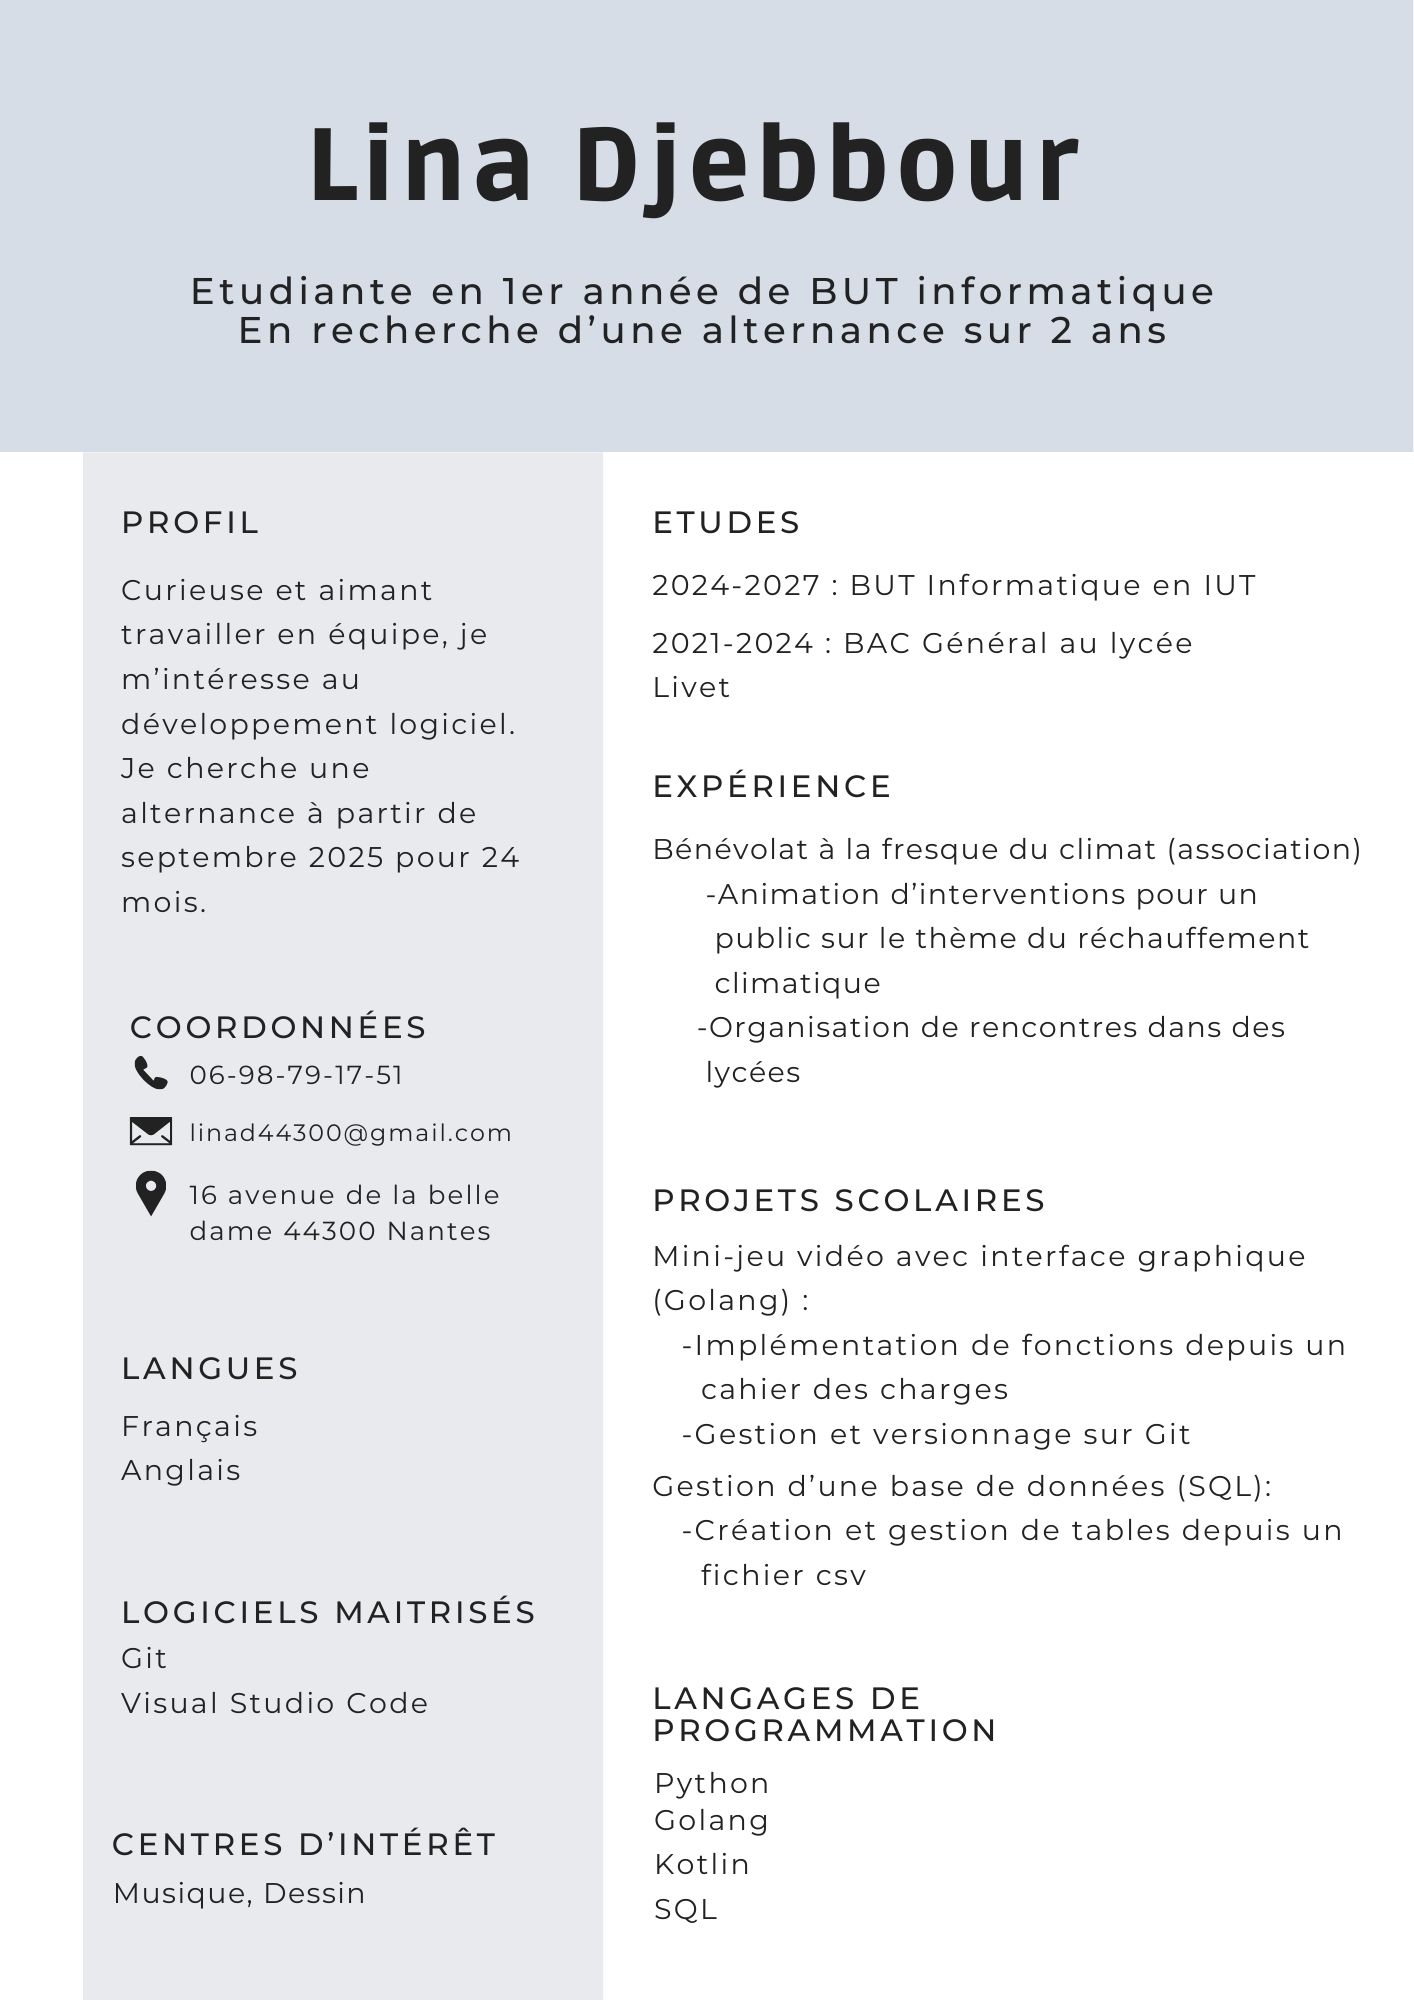 Lina Djebbour
Etudiante en 1er année de BUT informatique
En recherche d’une alternance sur 2 ans
PROFIL
Curieuse et aimant
travailler en équipe, je
m’intéresse au
développement logiciel.
Je cherche une
alternance à partir de
septembre 2025 pour 24
mois.
COORDONNÉES
06-98-79-17-51
linad44300@gmail.com
16 avenue de la belle
dame 44300 Nantes
LANGUES
Français
Anglais
LOGICIELS MAITRISÉS
Git
Visual Studio Code
CENTRES D’INTÉRÊT
Musique, Dessin
ETUDES
2024-2027 : BUT Informatique en IUT
2021-2024 : BAC Général au lycée
Livet
EXPÉRIENCE
Bénévolat à la fresque du climat (association)
-Animation d’interventions pour un
public sur le thème du réchauffement
climatique
-Organisation de rencontres dans des
lycées
PROJETS SCOLAIRES
Mini-jeu vidéo avec interface graphique
(Golang) :
-Implémentation de fonctions depuis un
cahier des charges
-Gestion et versionnage sur Git
Gestion d’une base de données (SQL):
-Création et gestion de tables depuis un
fichier csv
LANGAGES DE
PROGRAMMATION
Python
Golang
Kotlin
SQL